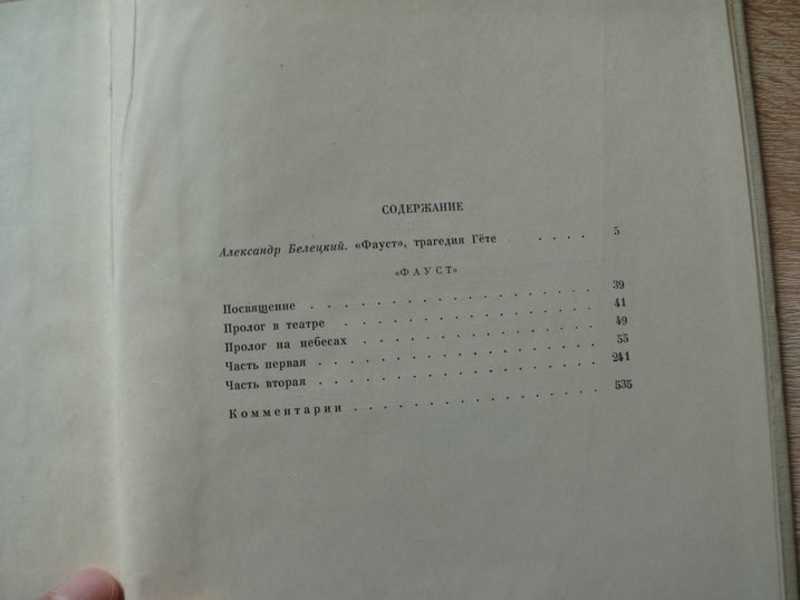 СОДЕРЖАНИЕ
Александр Белецкий. «Фауст», трагедия Гёте . . . . 5
«ФАУСТ»
Посвящение . . . . . . . . . . . . . . . 39
Пролог в театре . . . . . . . . . . . . . 41
Пролог на небесах . . . . . . . . . . . . 49
Часть первая . . . . . . . . . . . . . . 55
Часть вторая . . . . . . . . . . . . . . 241
Комментарии . . . . . . . . . . . . . 535